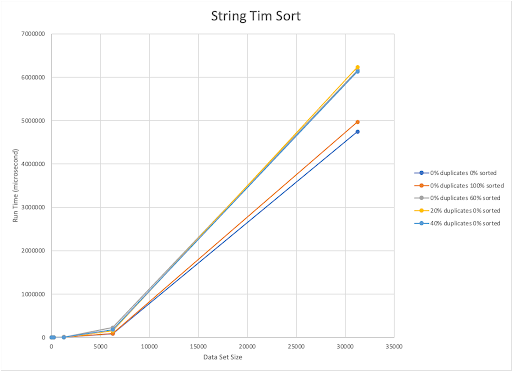 String Tim Sort
7000000
6000000
5000000
4000000
3000000
2000000
1000000
0
0 5000 10000 15000 20000 25000 30000 35000
Run Time (microsecond)
Data Set Size
0% duplicates 0% sorted
0% duplicates 100% sorted
0% duplicates 60% sorted
20% duplicates 0% sorted
40% duplicates 0% sorted